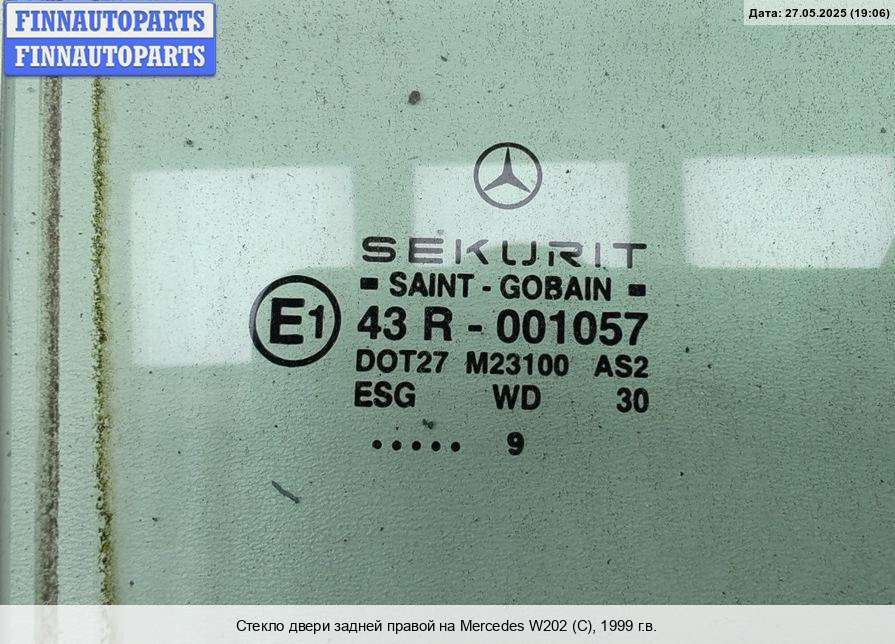 FINNAUTOPARTS
FINNAUTOPARTS
Дата: 27.05.2025 (19:06)
SEKURIT
SAINT - GOBAIN
E1
43 R - 001057
DOT27 M23100 AS2
ESG WD 30
..... 9
Стекло двери задней правой на Mercedes W202 (C), 1999 г.в.